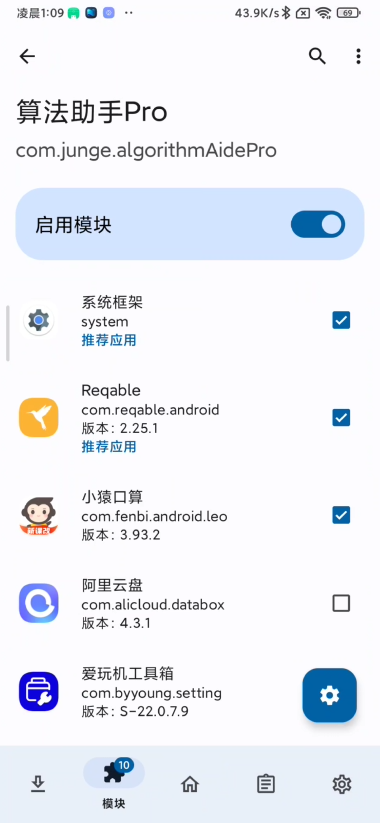 凌晨1:09 43.9K/s 69
算法助手Pro
com.junge.algorithmAidePro
启用模块
系统框架
system
推荐应用
Reqable
com.reqable.android
版本：2.25.1
推荐应用
小猿口算
com.fenbi.android.leo
版本：3.93.2
阿里云盘
com.alicloud.databox
版本：4.3.1
爱玩机工具箱
com.byyoung.setting
版本：S-22.0.7.9
10
模块